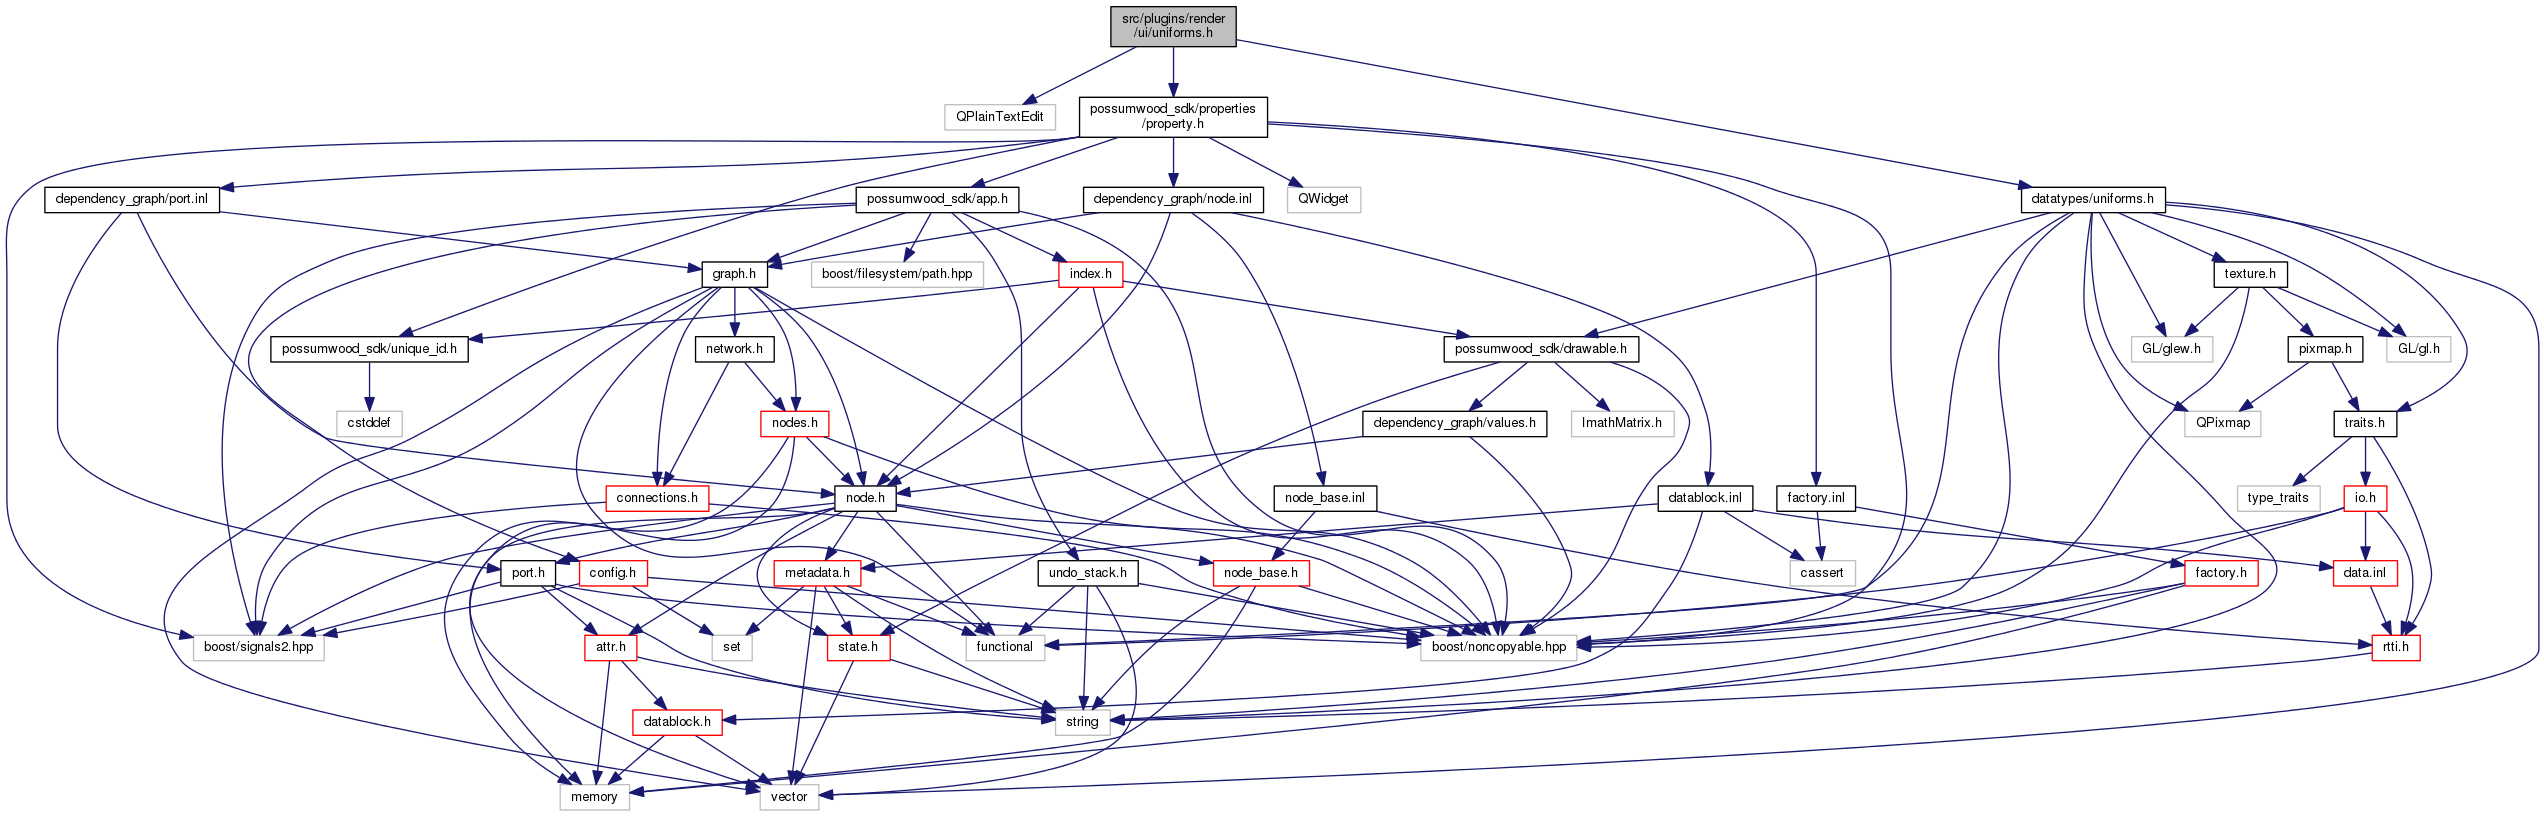 src/plugins/render
/ui/uniforms.h
QPlainTextEdit
possumwood_sdk/properties
/property.h
dependency_graph/port.inl
possumwood_sdk/app.h
dependency_graph/node.inl
QWidget
datatypes/uniforms.h
graph.h
boost/filesystem/path.hpp
index.h
texture.h
possumwood_sdk/unique_id.h
network.h
possumwood_sdk/drawable.h
GL/glew.h
pixmap.h
GL/gl.h
cstddef
nodes.h
dependency_graph/values.h
ImathMatrix.h
QPixmap
traits.h
connections.h
node.h
node_base.inl
datablock.inl
factory.inl
type_traits
io.h
port.h
config.h
metadata.h
undo_stack.h
node_base.h
cassert
factory.h
data.inl
boost/signals2.hpp
attr.h
set
state.h
functional
boost/noncopyable.hpp
rtti.h
datablock.h
string
memory
vector